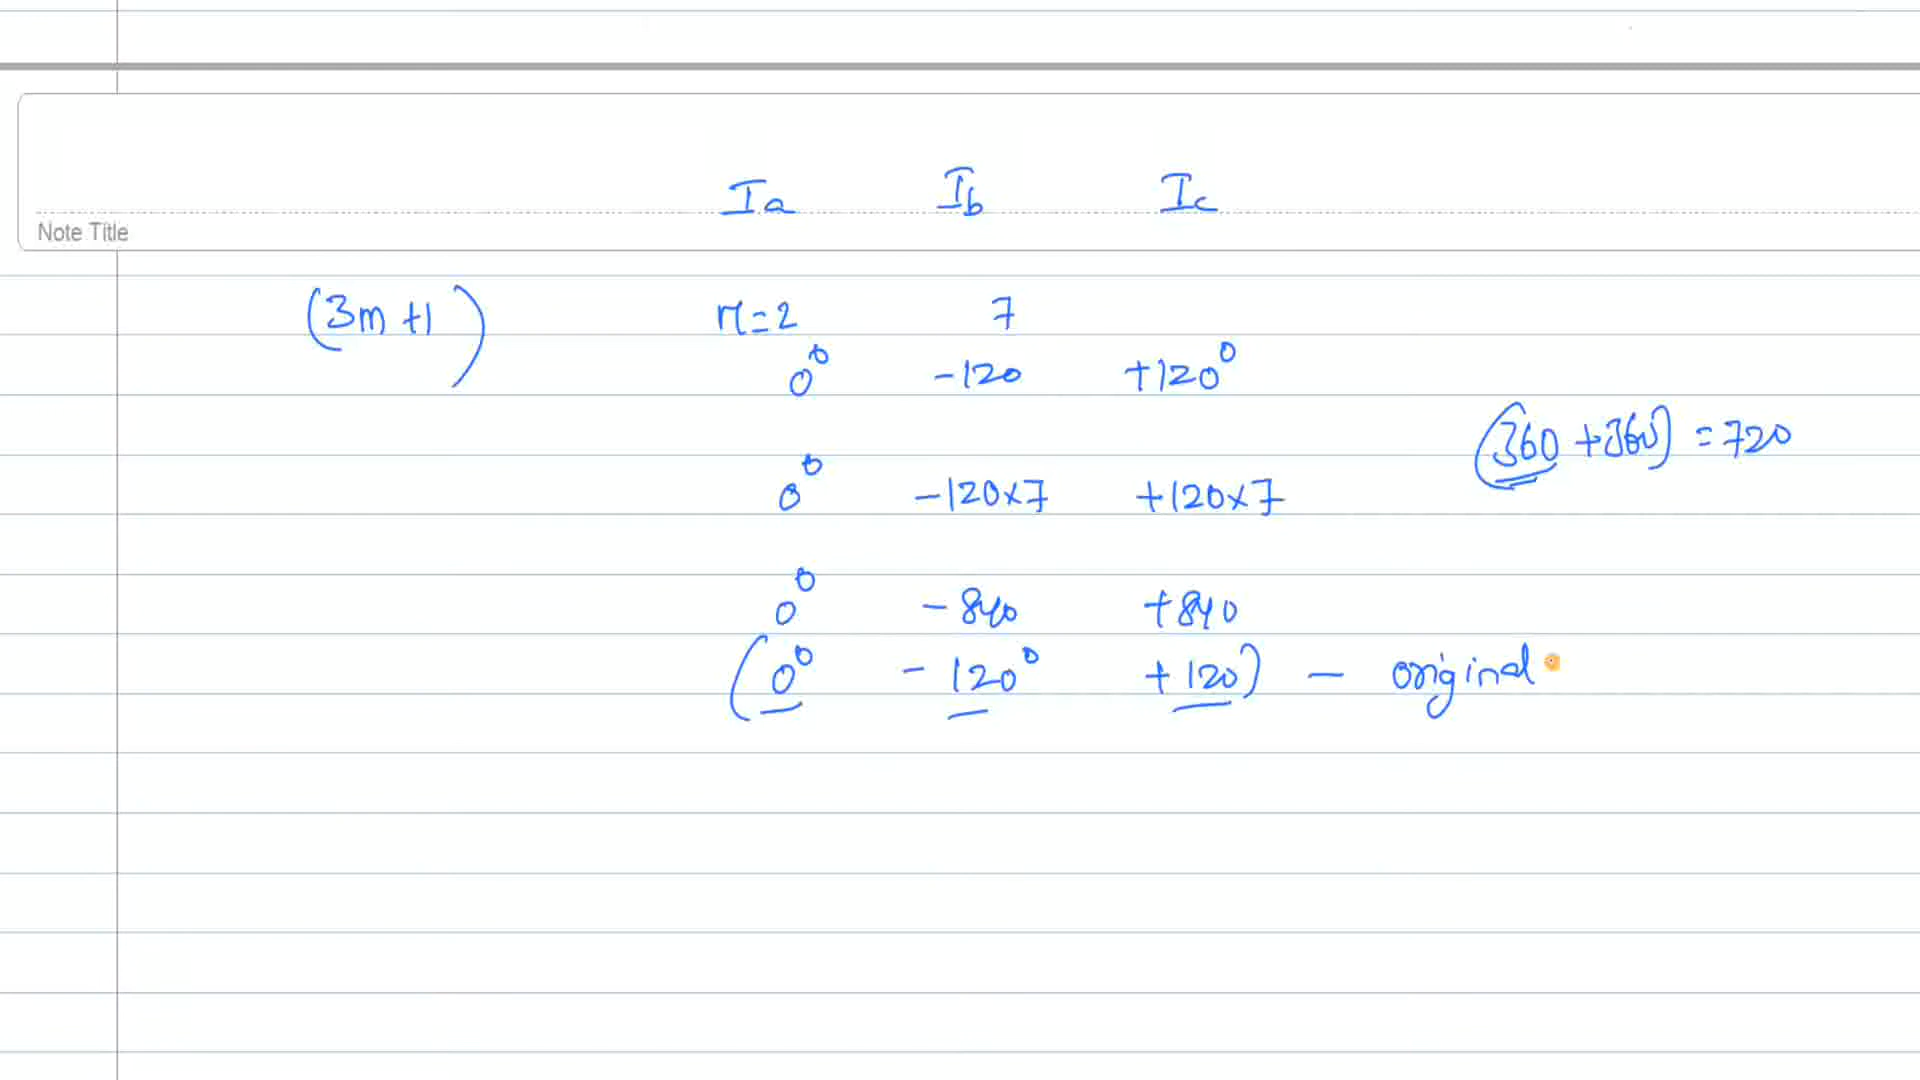 Ia Ib Ic
Note Title
(3m +1) n=2 7
0° -120 +120°
(360 +360) = 720
0° -120x7 +120x7
0° - 840 +840
(0° - 120° +120) - original